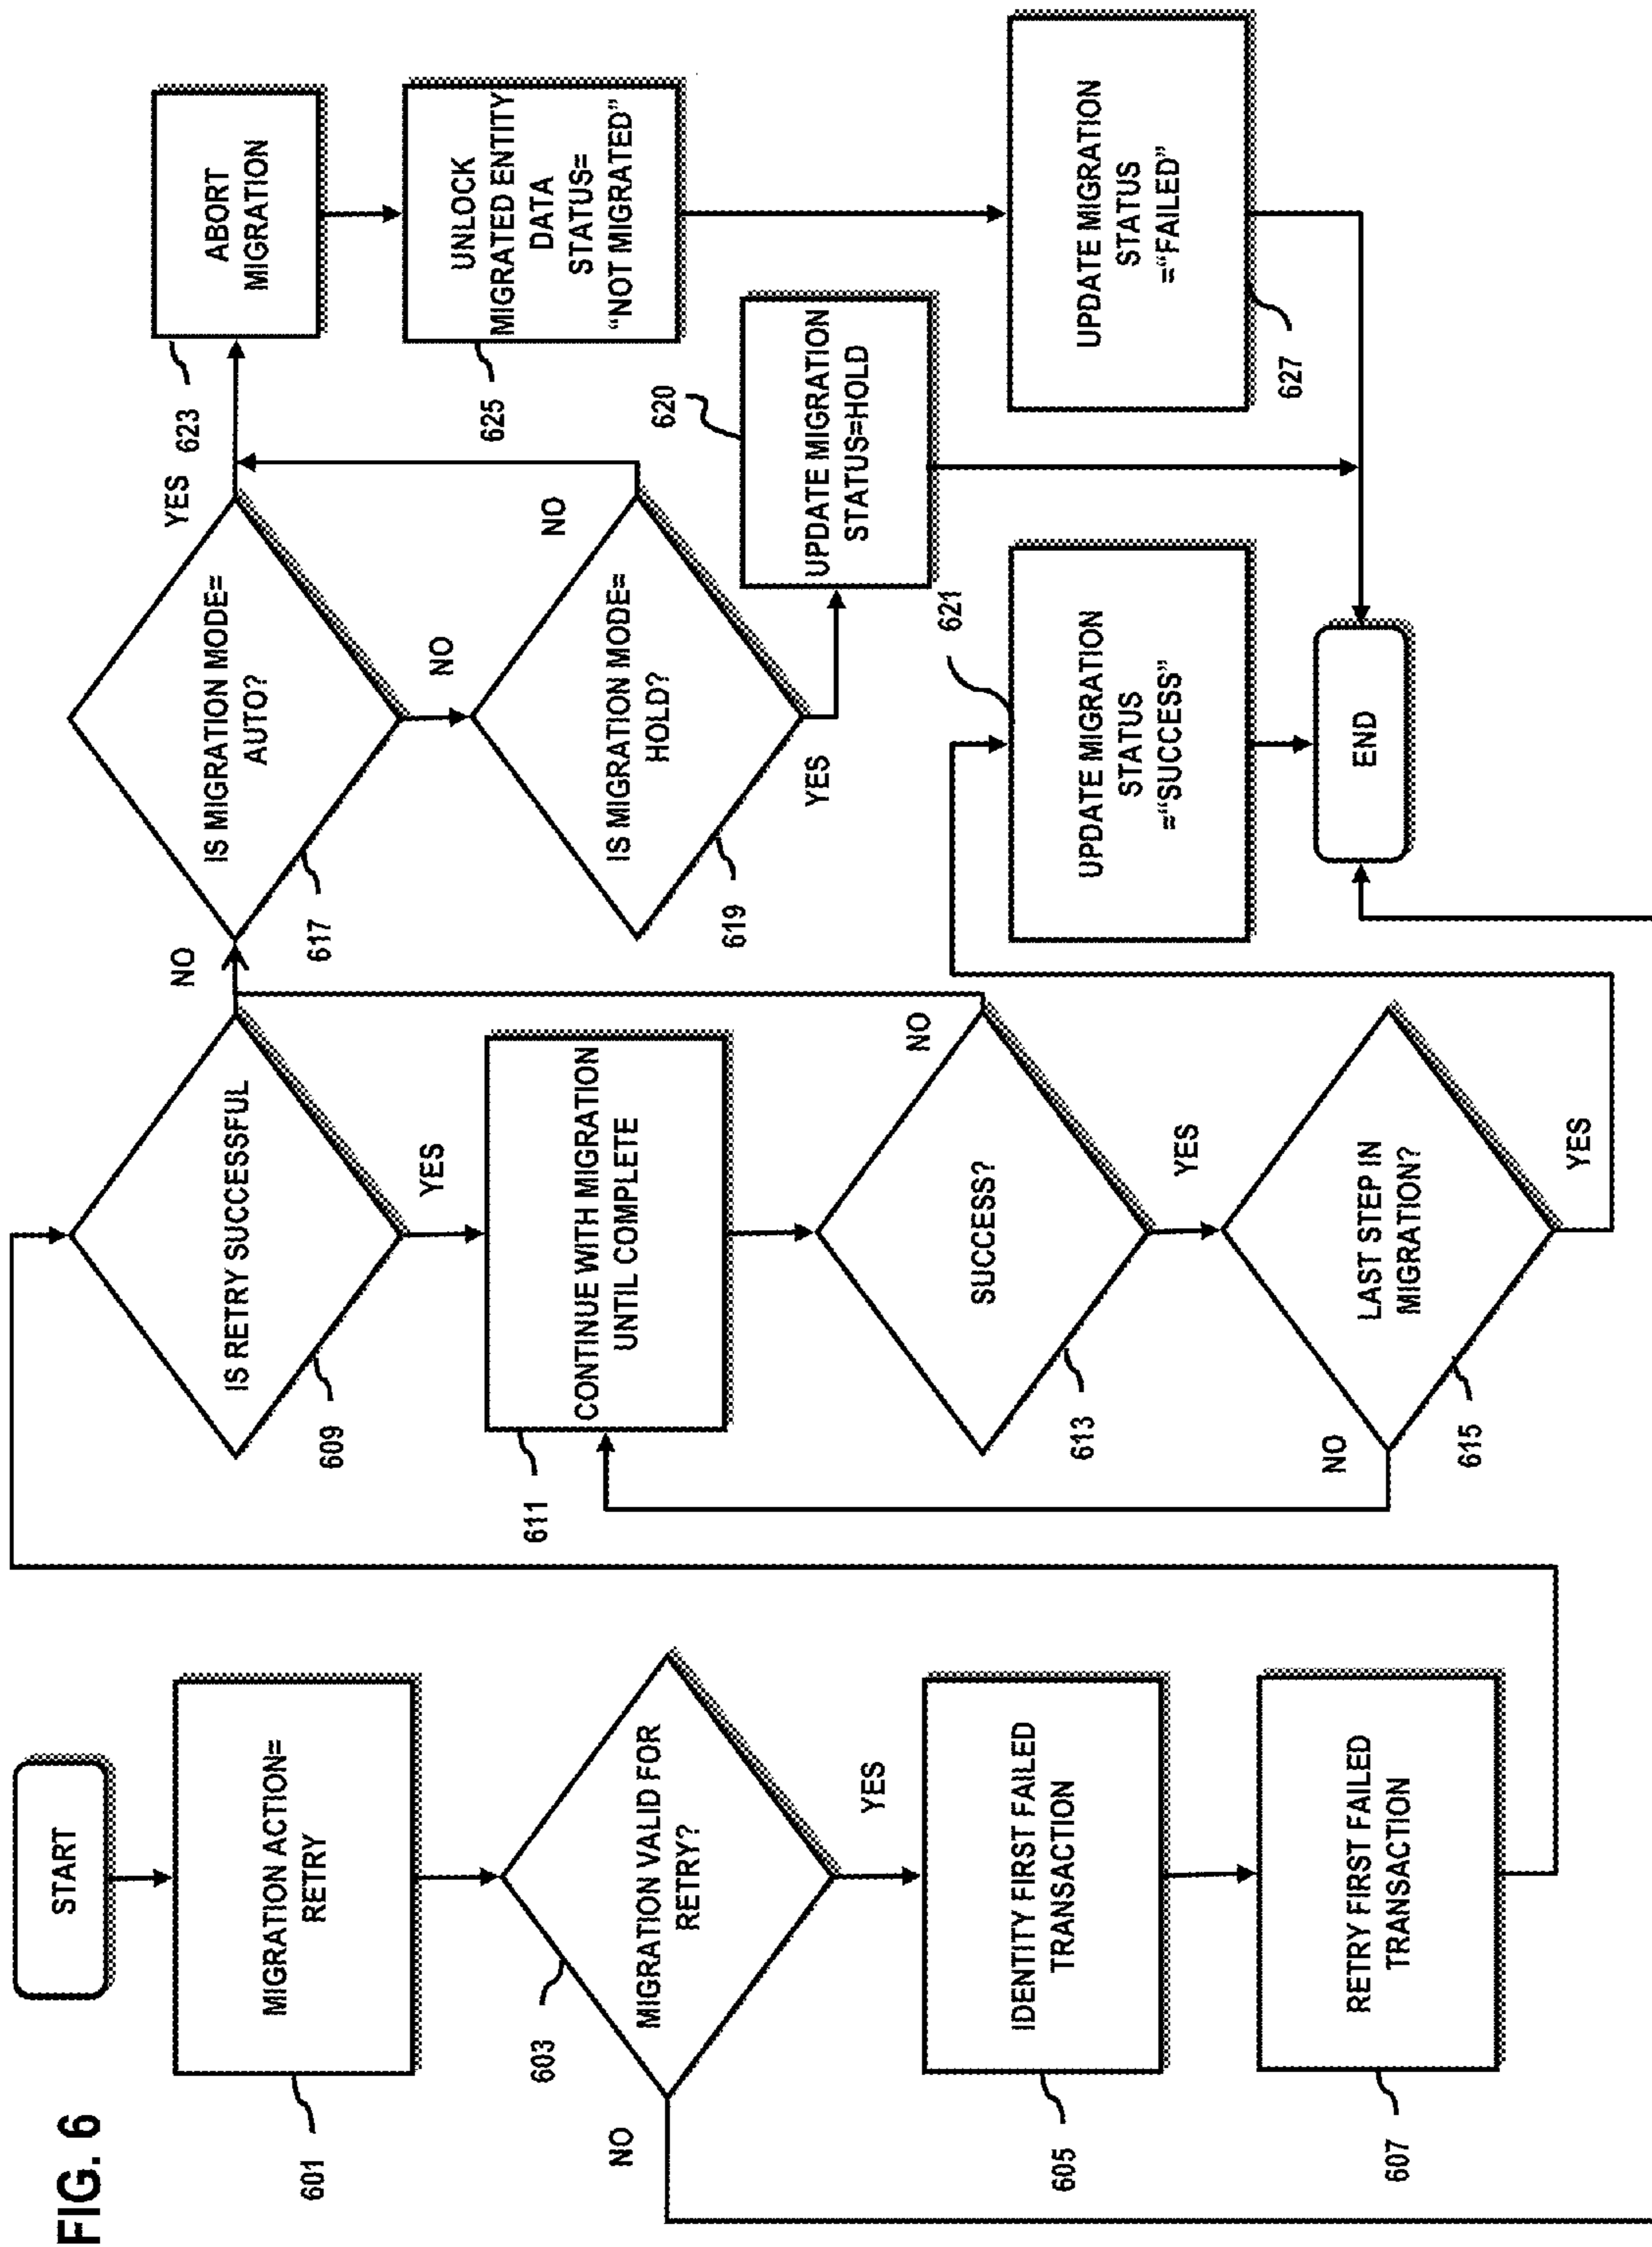 FIG. 6
START
MIGRATION ACTION=
RETRY
601
MIGRATION VALID FOR
RETRY?
603
NO
YES
IDENTITY FIRST FAILED
TRANSACTION
605
RETRY FIRST FAILED
TRANSACTION
607
IS RETRY SUCCESSFUL
609
NO
YES
CONTINUE WITH MIGRATION
UNTIL COMPLETE
611
SUCCESS?
613
NO
YES
LAST STEP IN
MIGRATION?
615
NO
YES
IS MIGRATION MODE=
AUTO?
617
YES
NO
IS MIGRATION MODE=
HOLD?
619
NO
YES
UPDATE MIGRATION
STATUS=HOLD
620
UPDATE MIGRATION
STATUS
="SUCCESS"
621
END
ABORT
MIGRATION
623
UNLOCK
MIGRATED ENTITY
DATA
STATUS=
“NOT MIGRATED”
625
UPDATE MIGRATION
STATUS
=“FAILED”
627